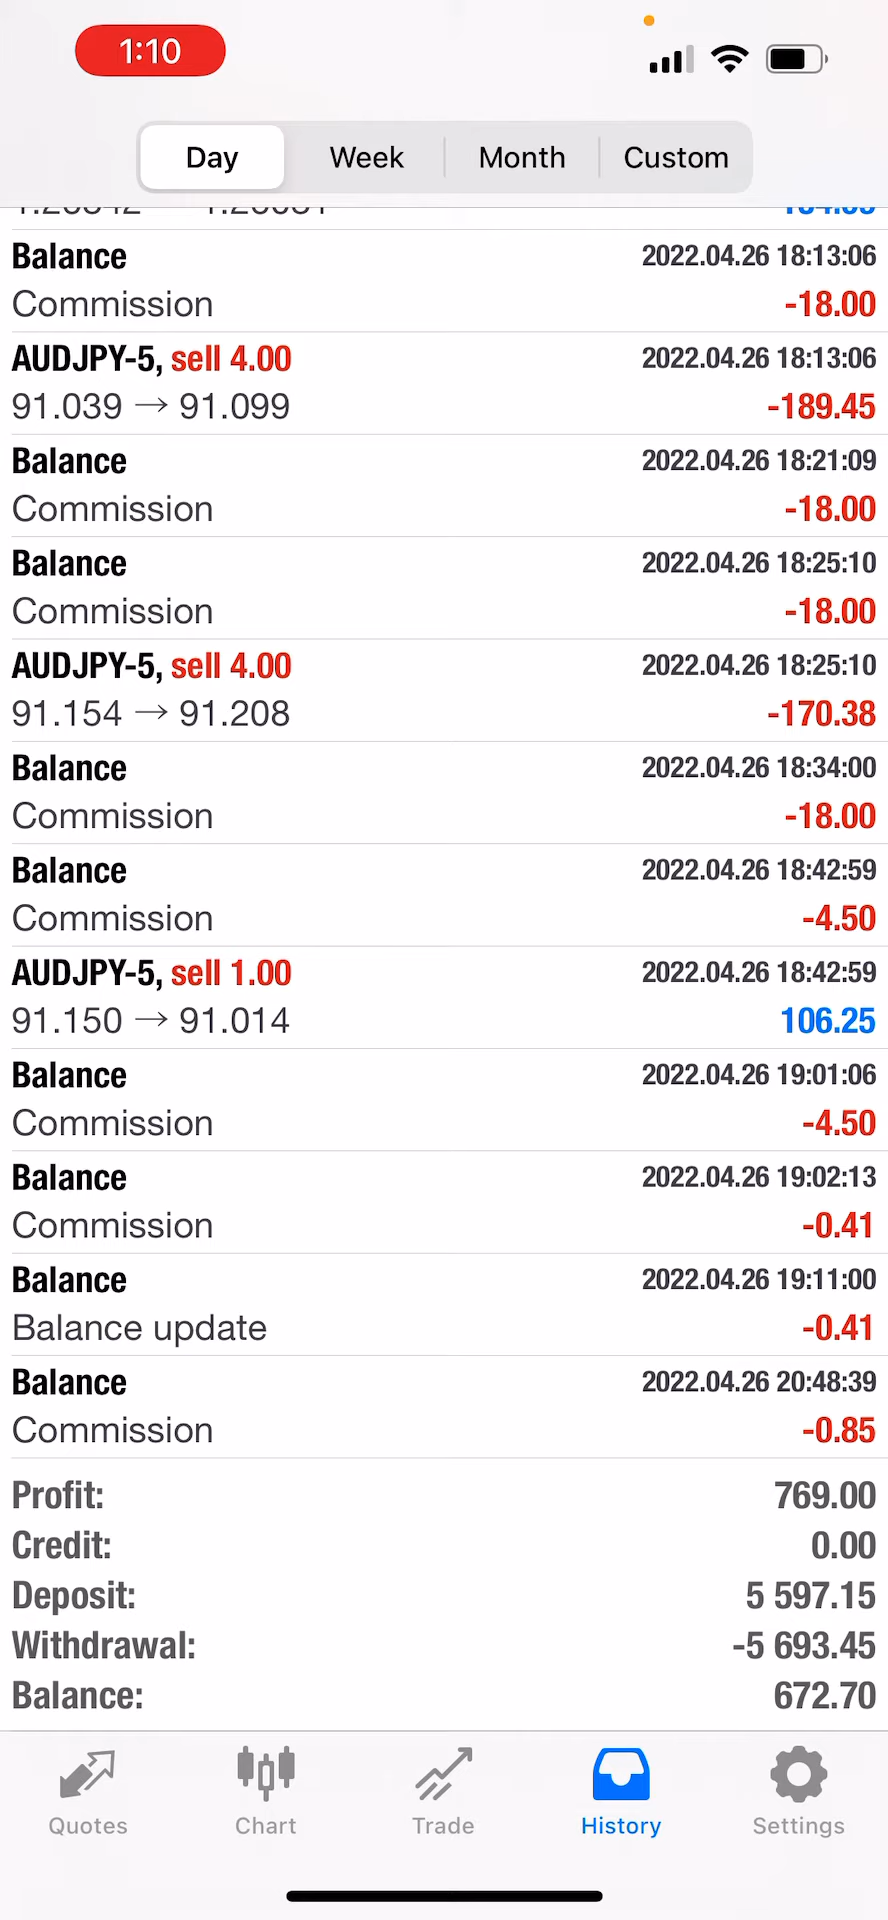 1:10
Day Week Month Custom
Balance 2022.04.26 18:13:06
Commission -18.00
AUDJPY-5, sell 4.00 2022.04.26 18:13:06
91.039 → 91.099 -189.45
Balance 2022.04.26 18:21:09
Commission -18.00
Balance 2022.04.26 18:25:10
Commission -18.00
AUDJPY-5, sell 4.00 2022.04.26 18:25:10
91.154 → 91.208 -170.38
Balance 2022.04.26 18:34:00
Commission -18.00
Balance 2022.04.26 18:42:59
Commission -4.50
AUDJPY-5, sell 1.00 2022.04.26 18:42:59
91.150 → 91.014 106.25
Balance 2022.04.26 19:01:06
Commission -4.50
Balance 2022.04.26 19:02:13
Commission -0.41
Balance 2022.04.26 19:11:00
Balance update -0.41
Balance 2022.04.26 20:48:39
Commission -0.85
Profit: 769.00
Credit: 0.00
Deposit: 5 597.15
Withdrawal: -5 693.45
Balance: 672.70
Quotes Chart Trade History Settings